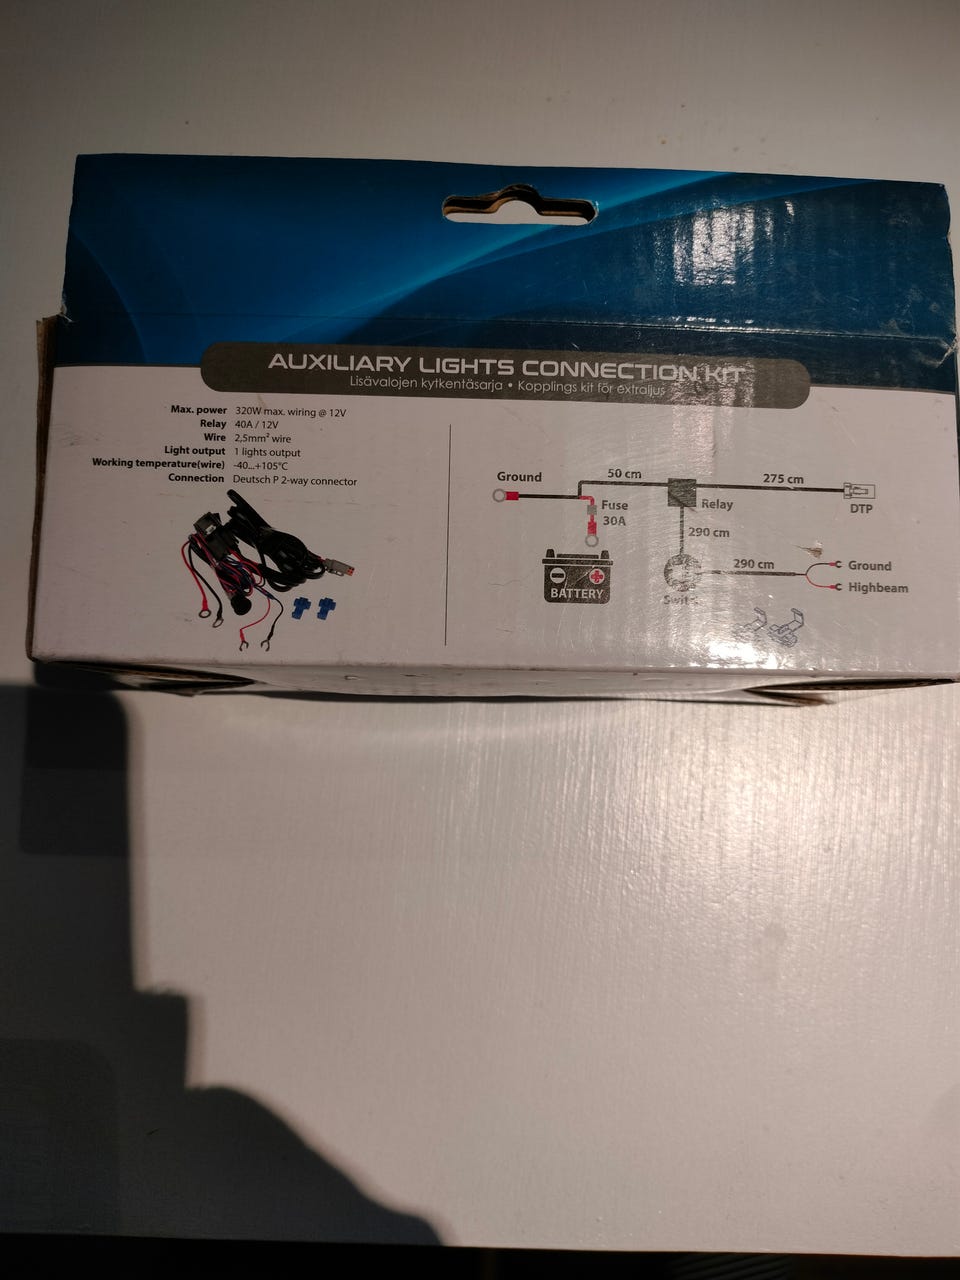 AUXILIARY LIGHTS CONNECTION KIT
Lisävalojen kytkentäsarja • Kopplings kit för extraljus
Max. power 320W max. wiring @ 12V
Relay 40A / 12V
Wire 2,5mm² wire
Light output 1 lights output
Working temperature(wire) -40...+105°C
Connection Deutsch P 2-way connector
Ground
50 cm
275 cm
Fuse
30A
Relay
DTP
290 cm
290 cm
Ground
Highbeam
BATTERY